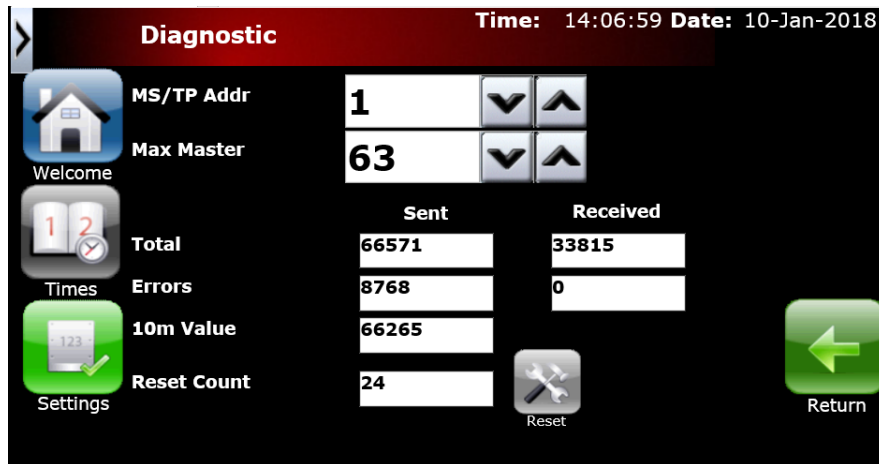 Diagnostic
Time: 14:06:59 Date: 10-Jan-2018
MS/TP Addr 1
Max Master 63
Welcome
Sent Received
1 2
Total 66571 33815
Times
Errors 8768 0
10m Value 66265
123
Reset Count 24
Settings
Reset
Return